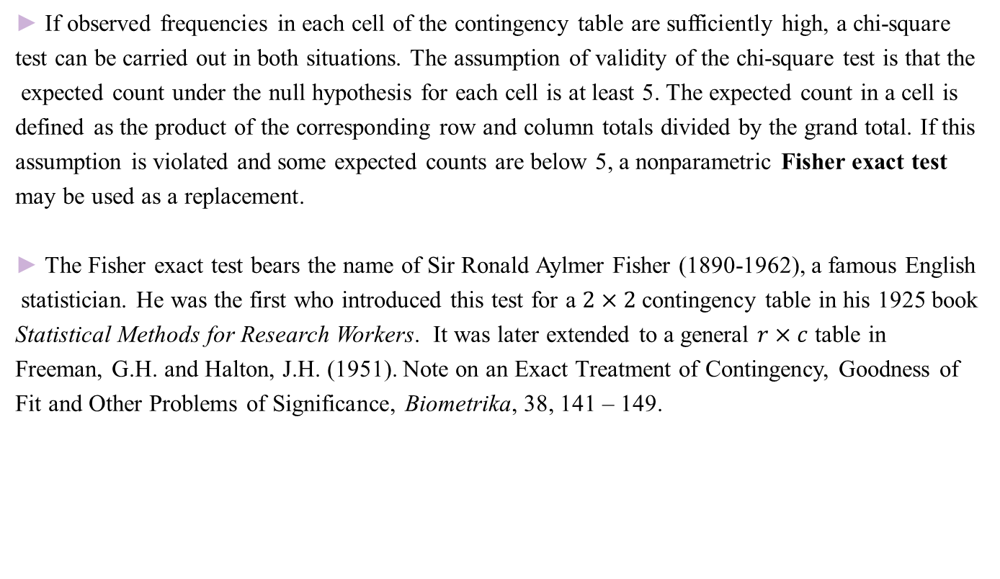 ► If observed frequencies in each cell of the contingency table are sufficiently high, a chi-square
test can be carried out in both situations. The assumption of validity of the chi-square test is that the
expected count under the null hypothesis for each cell is at least 5. The expected count in a cell is
defined as the product of the corresponding row and column totals divided by the grand total. If this
assumption is violated and some expected counts are below 5, a nonparametric Fisher exact test
may be used as a replacement.
► The Fisher exact test bears the name of Sir Ronald Aylmer Fisher (1890-1962), a famous English
statistician. He was the first who introduced this test for a 2 × 2 contingency table in his 1925 book
Statistical Methods for Research Workers. It was later extended to a general r × c table in
Freeman, G.H. and Halton, J.H. (1951). Note on an Exact Treatment of Contingency, Goodness of
Fit and Other Problems of Significance, Biometrika, 38, 141 – 149.